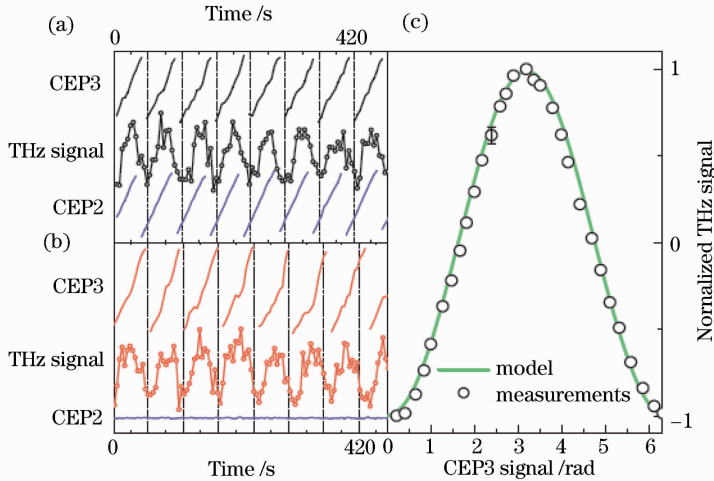 (a)
Time /s
0
420
CEP3
THz signal
CEP2
(b)
CEP3
THz signal
CEP2
0
420
Time /s
(c)
1
0
−1
Normalized THz signal
model
measurements
0 1 2 3 4 5 6
CEP3 signal /rad